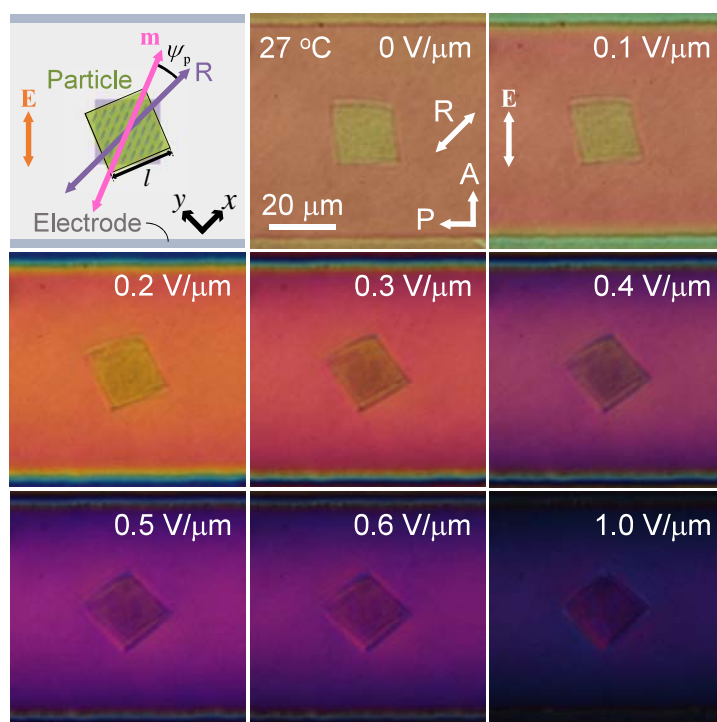 m
ψp
R
Particle
E
l
y
x
Electrode
27 oC
0 V/μm
R
A
20 μm
P
0.1 V/μm
E
0.2 V/μm
0.3 V/μm
0.4 V/μm
0.5 V/μm
0.6 V/μm
1.0 V/μm